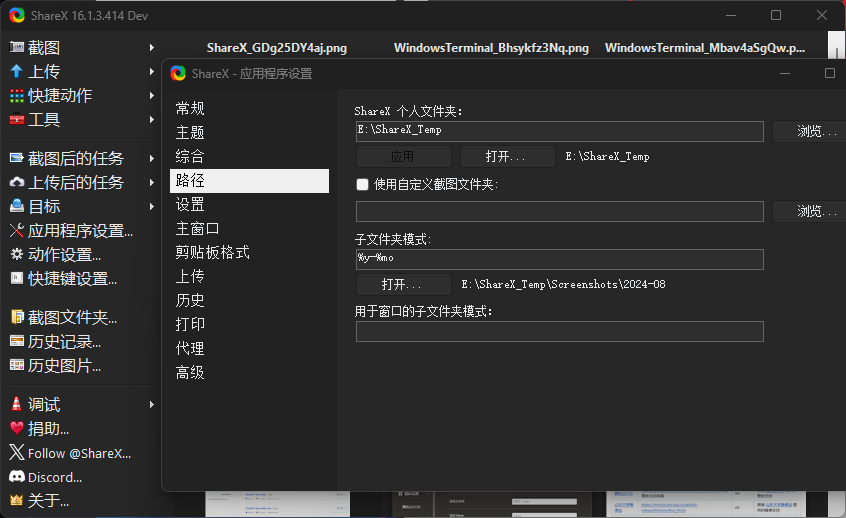 ShareX 16.1.3.414 Dev
截图
上传
快捷动作
工具
截图后的任务
上传后的任务
目标
应用程序设置...
动作设置...
快捷键设置...
截图文件夹...
历史记录...
历史图片...
调试
捐助...
Follow @ShareX...
Discord...
关于...
ShareX_GDg25DY4aj.png
WindowsTerminal_Bhsykfz3Nq.png
WindowsTerminal_Mbav4aSgQw.p...
ShareX - 应用程序设置
常规
主题
综合
路径
设置
主窗口
剪贴板格式
上传
历史
打印
代理
高级
ShareX 个人文件夹:
E:\ShareX_Temp
浏览...
应用
打开...
E:\ShareX_Temp
使用自定义截图文件夹:
浏览...
子文件夹模式:
%y-%mo
打开...
E:\ShareX_Temp\Screenshots\2024-08
用于窗口的子文件夹模式: